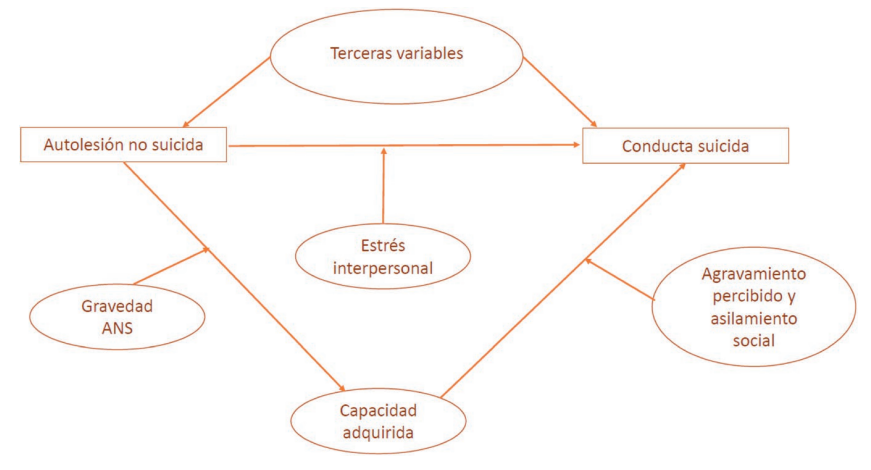 Terceras variables
Autolesión no suicida
Conducta suicida
Estrés
interpersonal
Gravedad
ANS
Agravamiento
percibido y
asilamiento
social
Capacidad
adquirida